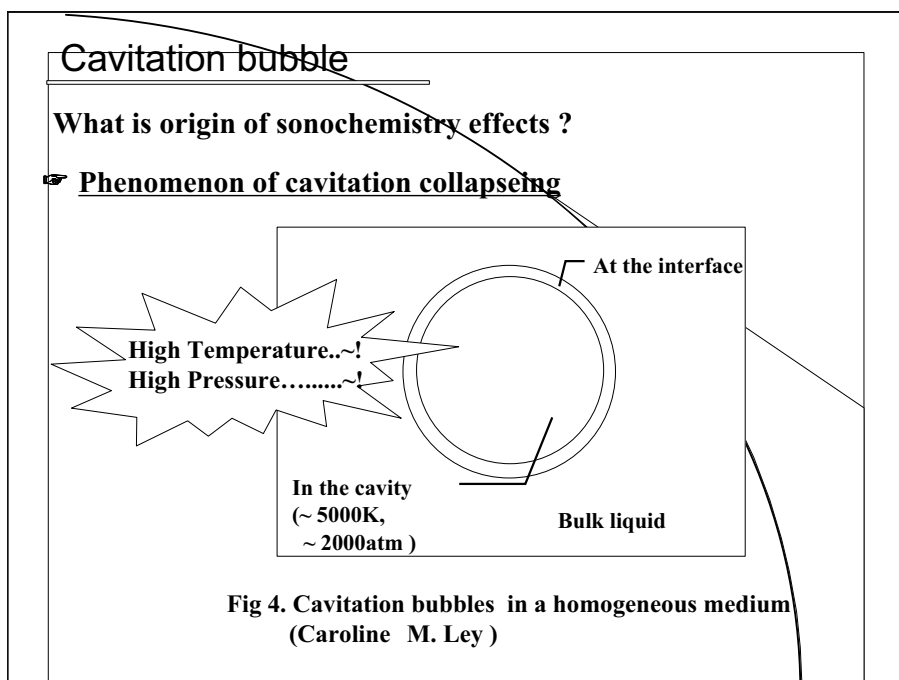 Cavitation bubble
What is origin of sonochemistry effects ?
☞ Phenomenon of cavitation collapseing
At the interface
High Temperature..~!
High Pressure…......~!
In the cavity
(~ 5000K,
~ 2000atm )
Bulk liquid
Fig 4. Cavitation bubbles in a homogeneous medium
(Caroline M. Ley )